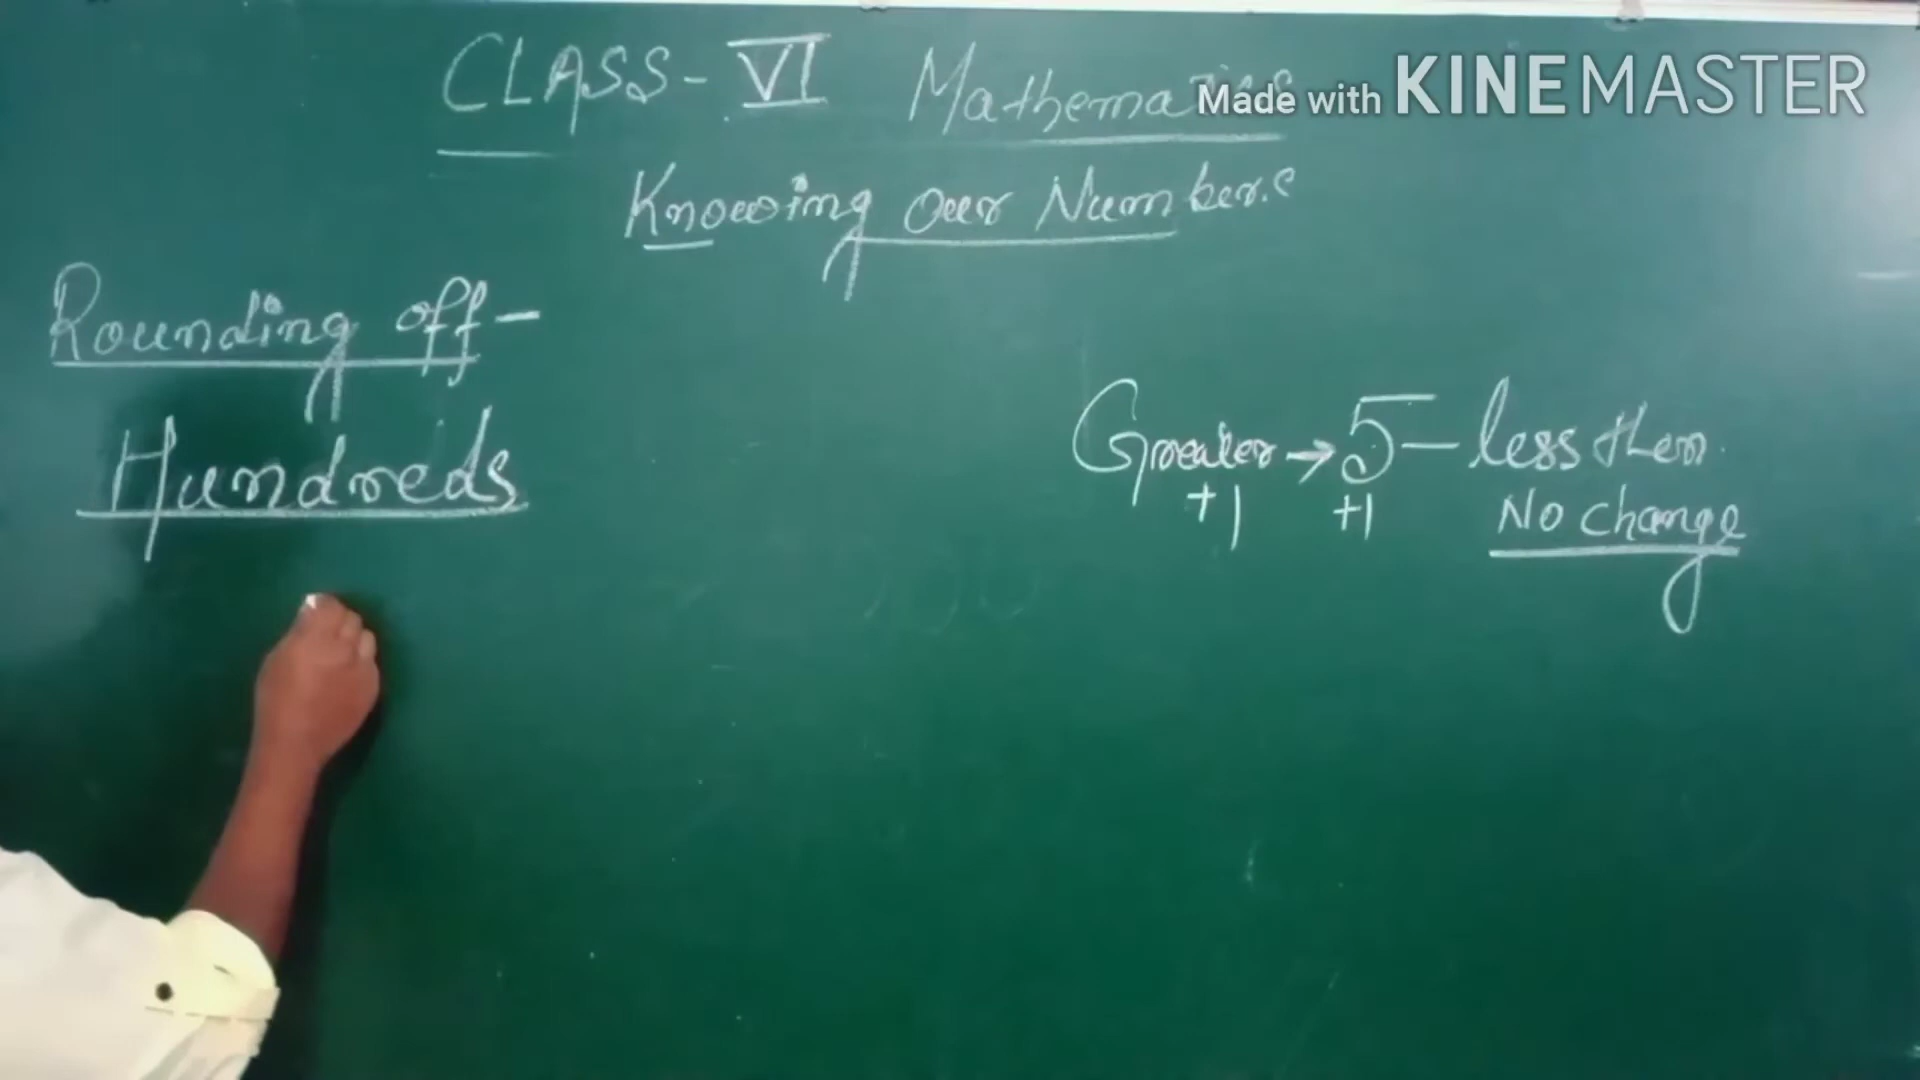 CLASS - VI Mathematics
Made with KINEMASTER
Knowing Our Numbers
Rounding off -
Hundreds
Greater → 5 — less then
+1 +1 No change